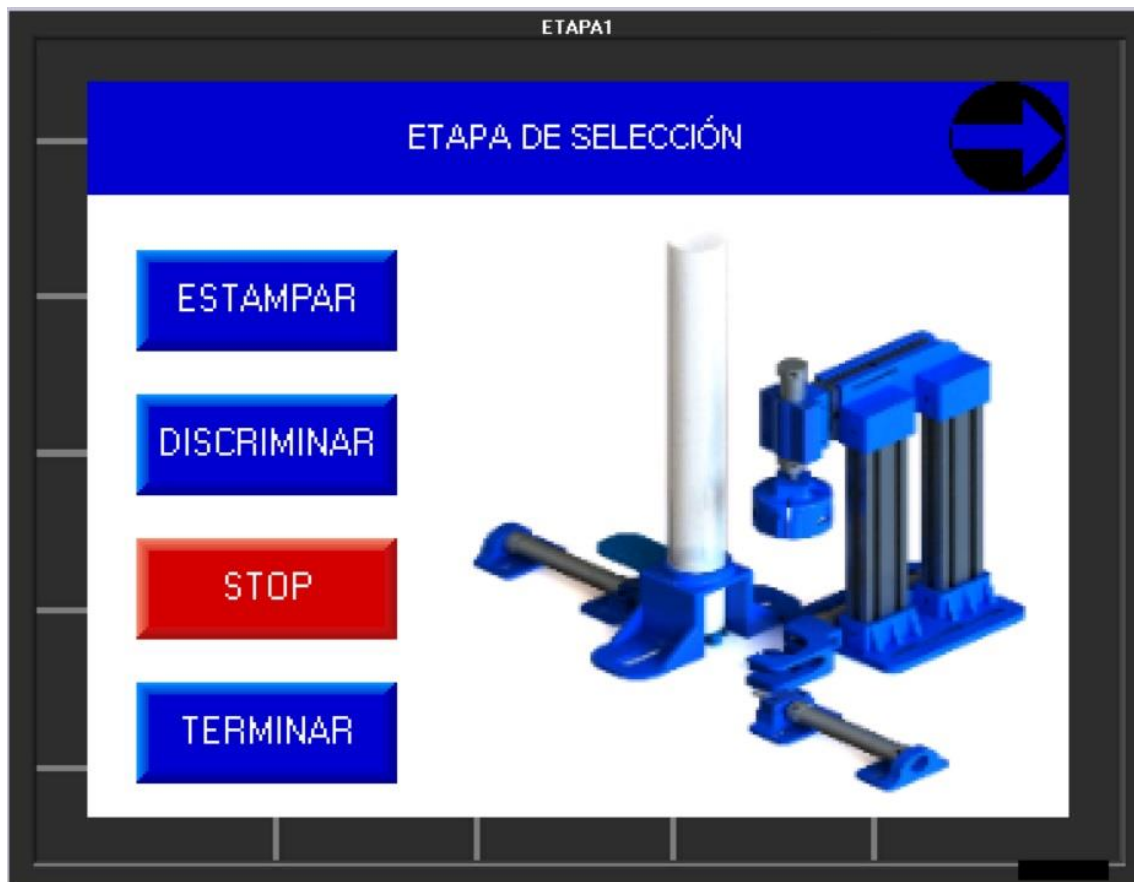 ETAPA1
ETAPA DE SELECCIÓN
ESTAMPAR
DISCRIMINAR
STOP
TERMINAR